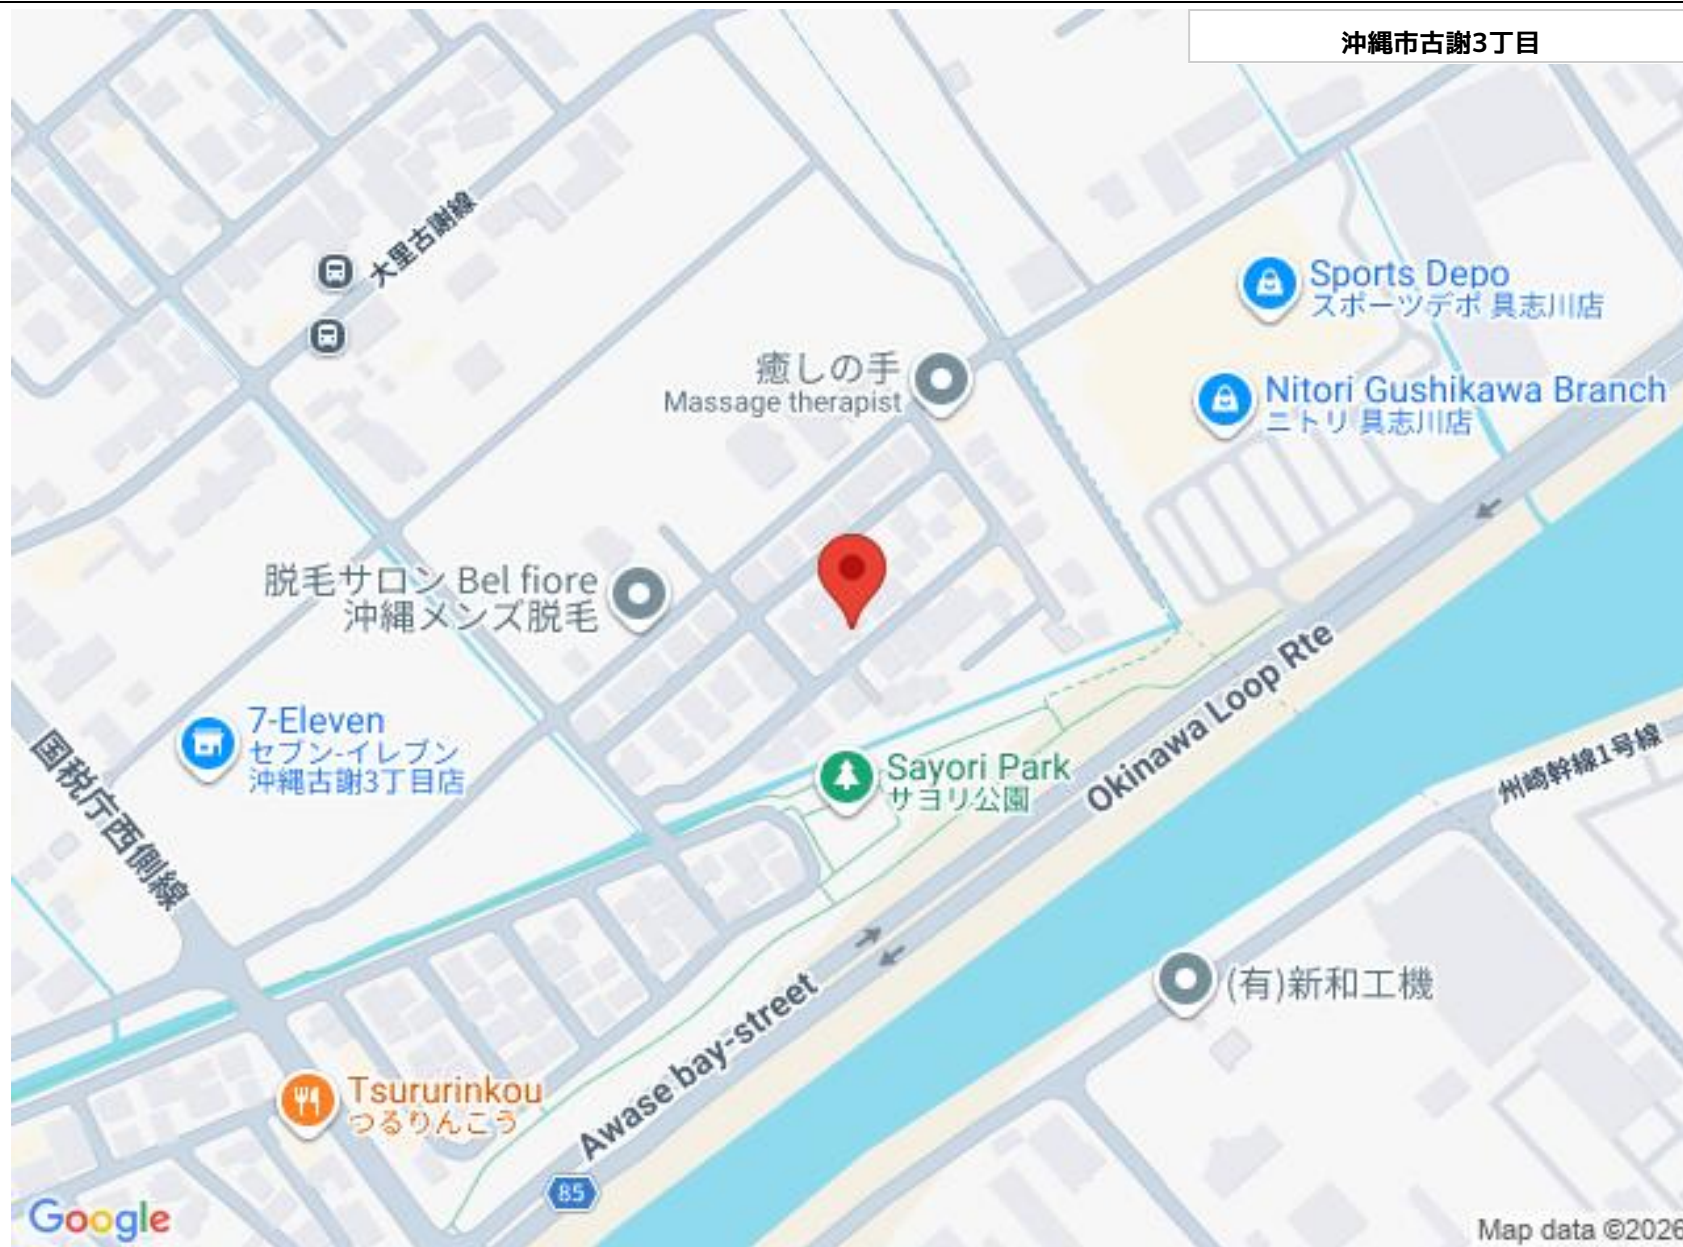 沖縄市古謝3丁目
大里古謝線
Sports Depo
スポーツデポ 具志川店
癒しの手
Massage therapist
Nitori Gushikawa Branch
ニトリ 具志川店
脱毛サロン Bel fiore
沖縄メンズ脱毛
Okinawa Loop Rte
7-Eleven
セブン-イレブン
沖縄古謝3丁目店
国税庁西側線
Sayori Park
サヨリ公園
州崎幹線1号線
(有)新和工機
Awase bay-street
Tsururinkou
つるりんこう
85
Google
Map data ©2026